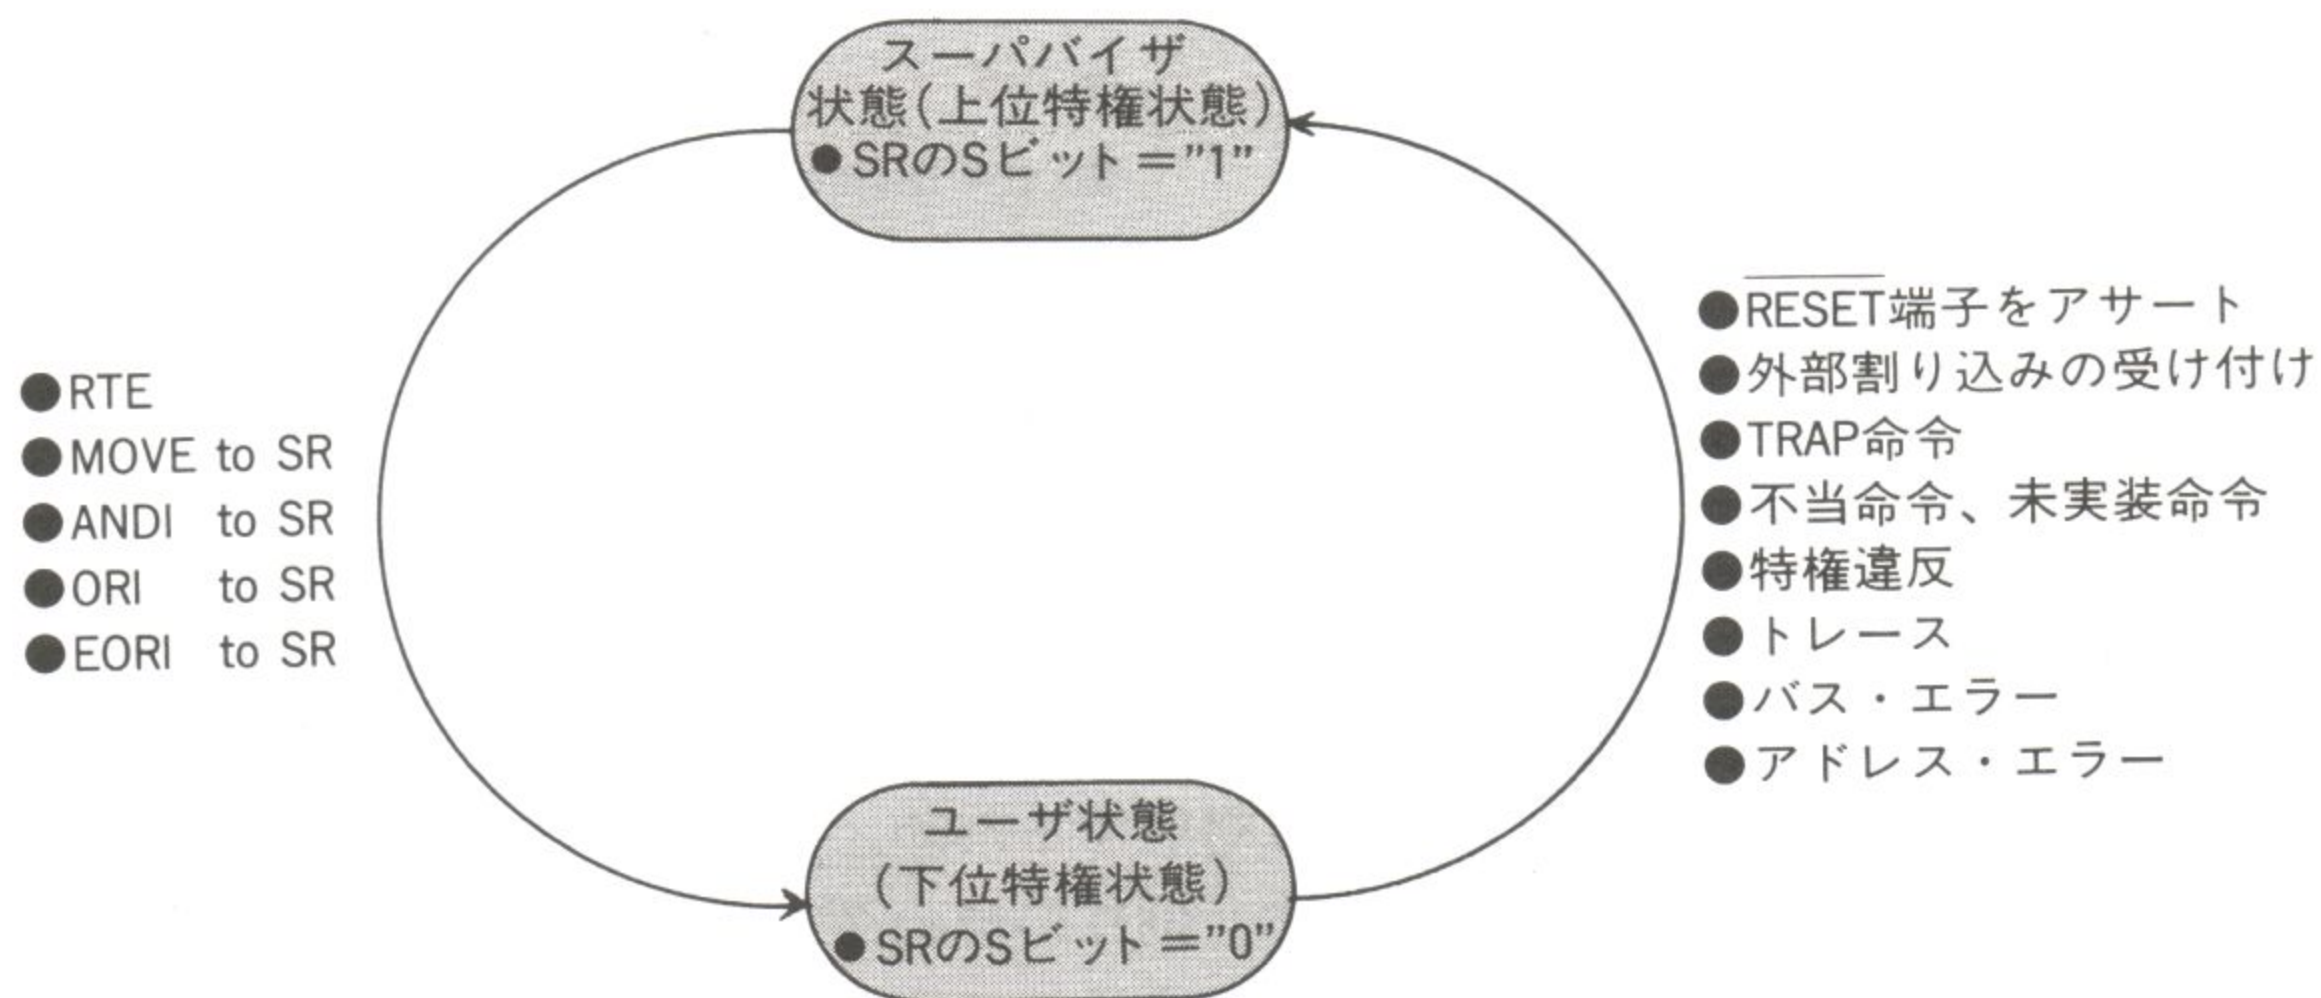 スーパバイザ
状態(上位特権状態)
●SRのSビット="1"
●RTE
●MOVE to SR
●ANDI to SR
●ORI to SR
●EORI to SR
●RESET端子をアサート
●外部割り込みの受け付け
●TRAP命令
●不当命令、未実装命令
●特権違反
●トレース
●バス・エラー
●アドレス・エラー
ユーザ状態
(下位特権状態)
●SRのSビット="0"